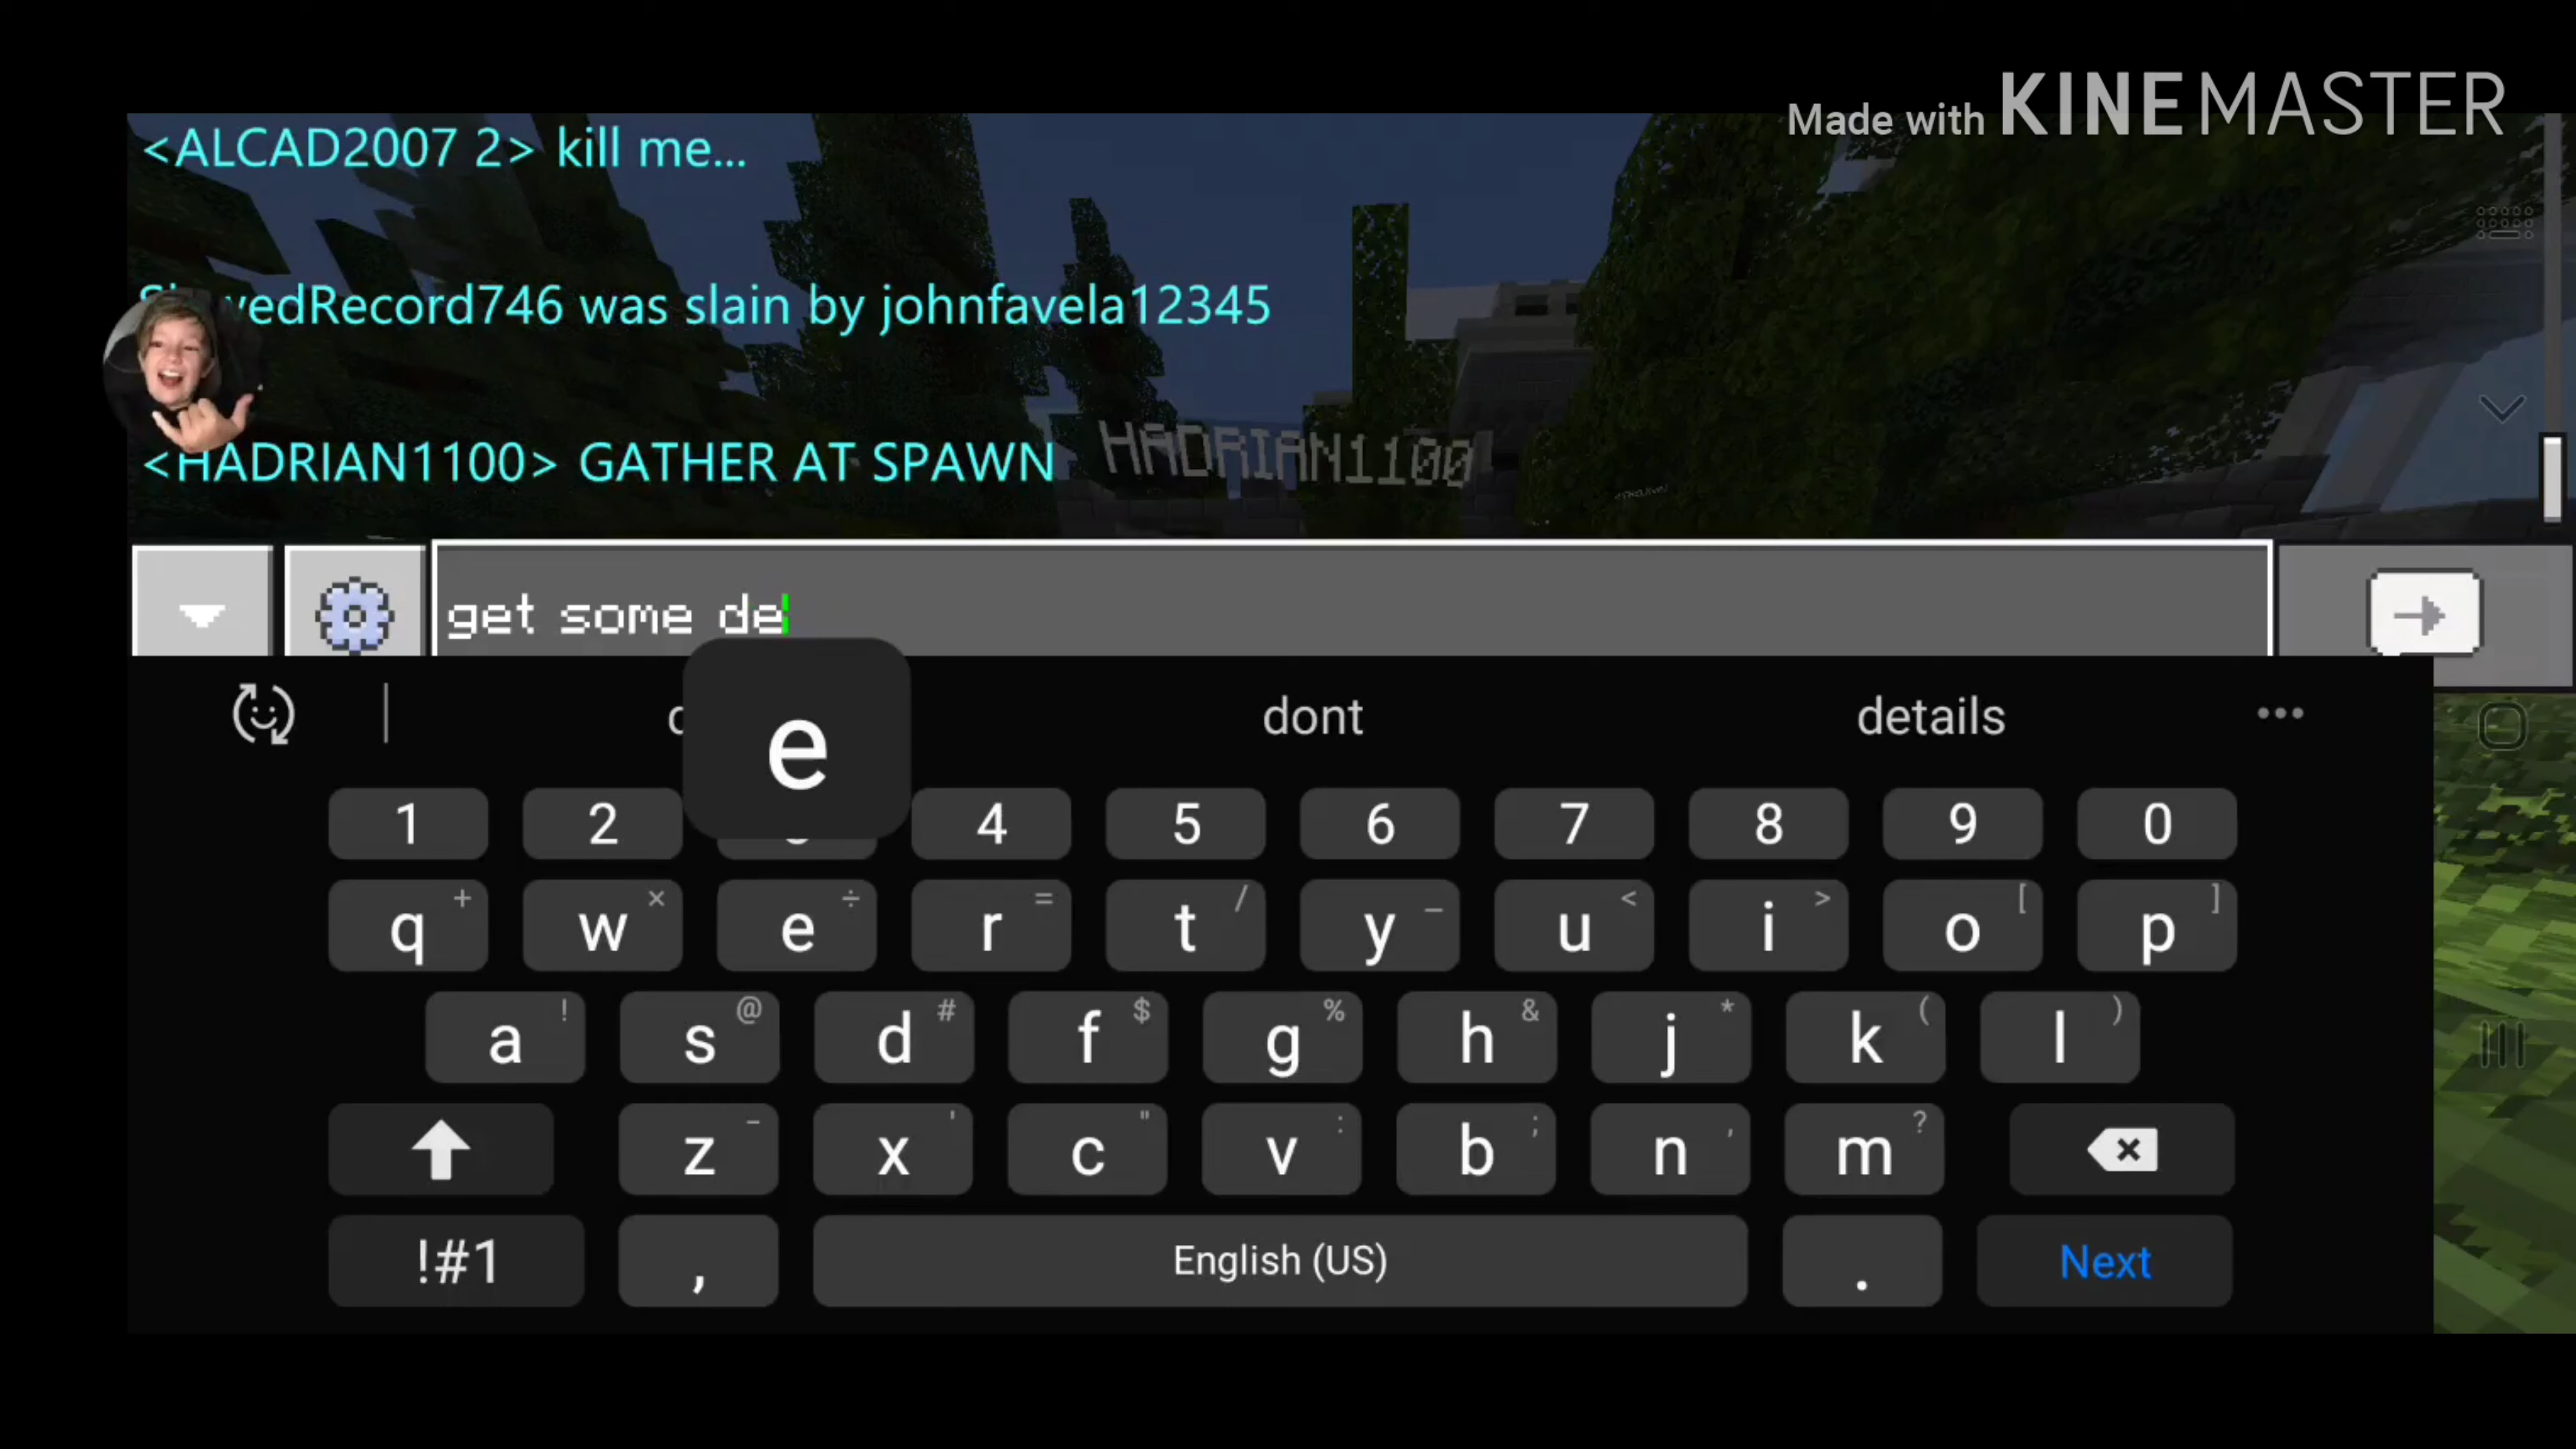 Made with KINEMASTER
<ALCAD2007 2> kill me...
vedRecord746 was slain by johnfavela12345
<HADRIAN1100> GATHER AT SPAWN
HADRIAN1100
get some de
e
dont
details
1 2 4 5 6 7 8 9 0
q + w × e ÷ r = t / y _ u < i > o [ p ]
a ! s @ d # f $ g % h & j * k ( l )
z - x ' c " v : b ; n , m ?
!#1 , English (US) . Next